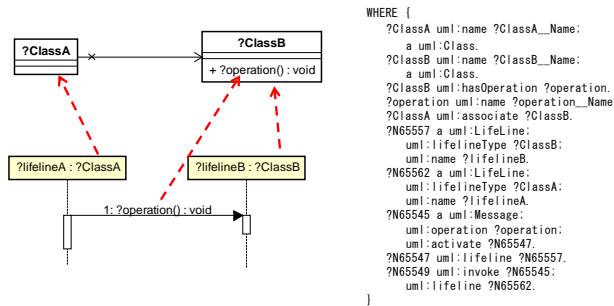 ?ClassA
?ClassB
+ ?operation() : void
?lifelineA : ?ClassA
?lifelineB : ?ClassB
1: ?operation() : void
WHERE {
?ClassA uml:name ?ClassA__Name;
a uml:Class.
?ClassB uml:name ?ClassB__Name;
a uml:Class.
?ClassB uml:hasOperation ?operation.
?operation uml:name ?operation__Name
?ClassA uml:associate ?ClassB.
?N65557 a uml:LifeLine;
uml:lifelineType ?ClassB;
uml:name ?lifelineB.
?N65562 a uml:LifeLine;
uml:lifelineType ?ClassA;
uml:name ?lifelineA.
?N65545 a uml:Message;
uml:operation ?operation;
uml:activate ?N65547.
?N65547 uml:lifeline ?N65557.
?N65549 uml:invoke ?N65545;
uml:lifeline ?N65562.
}